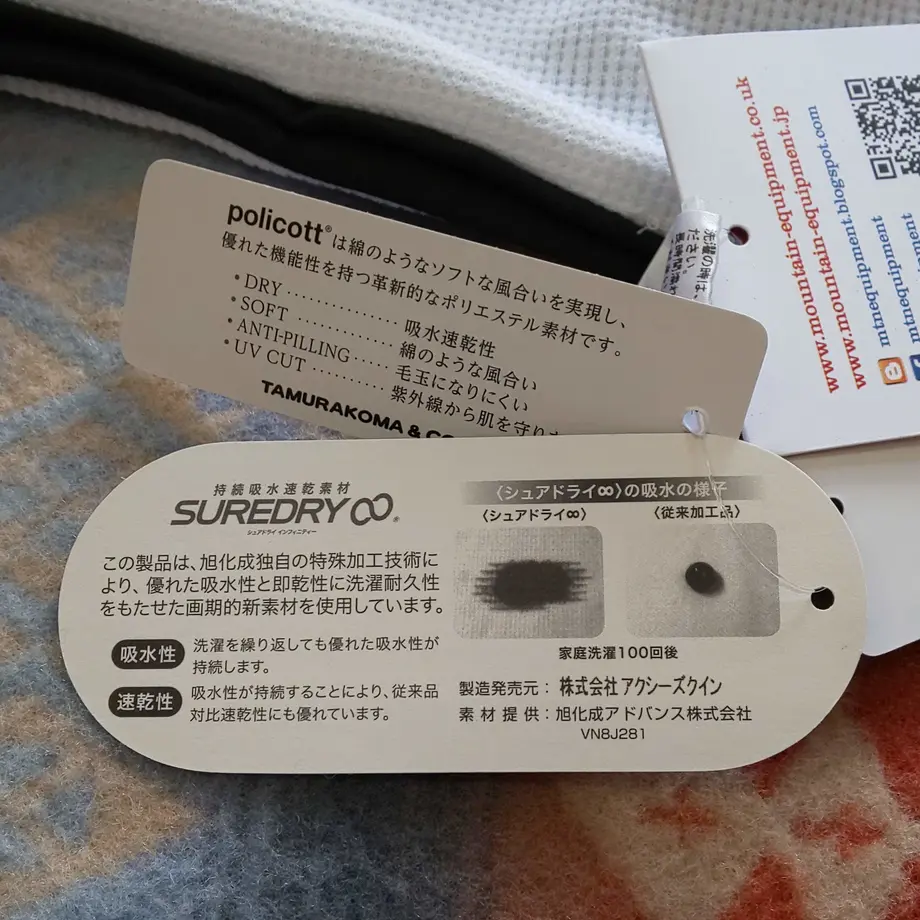 policott®は綿のようなソフトな風合いを実現し、
優れた機能性を持つ革新的なポリエステル素材です。
・DRY............... 吸水速乾性
・SOFT ............ 綿のような風合い
・ANTI-PILLING...... 毛玉になりにくい
・UV CUT .......... 紫外線から肌を守り
TAMURAKOMA & CO
持続吸水速乾素材
SUREDRY∞®
シュアドライ インフィニティー
この製品は、旭化成独自の特殊加工技術に
より、優れた吸水性と即乾性に洗濯耐久性
をもたせた画期的新素材を使用しています。
吸水性 洗濯を繰り返しても優れた吸水性が
持続します。
速乾性 吸水性が持続することにより、従来品
対比速乾性にも優れています。
〈シュアドライ∞〉の吸水の様子
〈シュアドライ∞〉 〈従来加工品〉
家庭洗濯100回後
製造発売元： 株式会社 アクシーズクイン
素材提供：旭化成アドバンス株式会社
VN8J281
www.mountain-equipment.co.uk
www.mountain-equipment.jp
mtnequipment.blogspot.com
mtnequipment
洗濯の時は、
ださい。